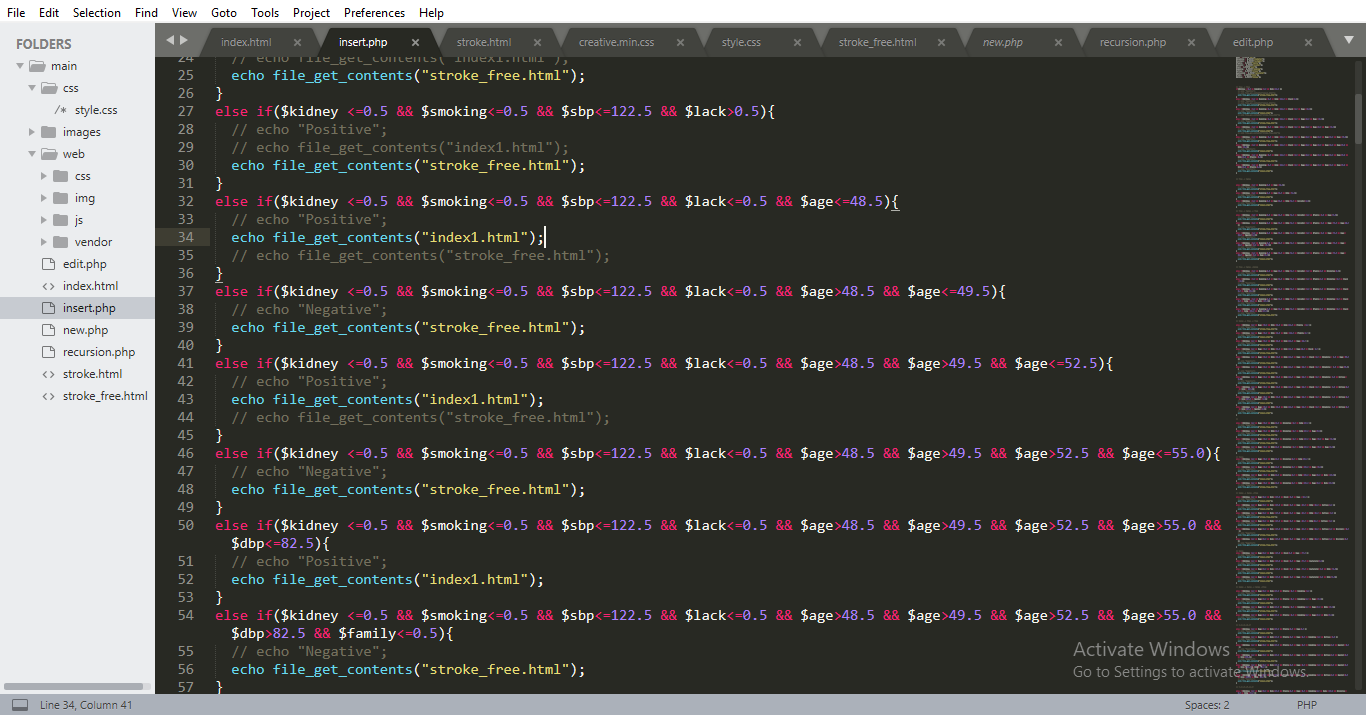 File Edit Selection Find View Goto Tools Project Preferences Help
FOLDERS
main
css
/* style.css
images
web
css
img
js
vendor
edit.php
<> index.html
insert.php
new.php
recursion.php
<> stroke.html
<> stroke_free.html
index.html × insert.php × stroke.html × creative.min.css × style.css × stroke_free.html × new.php × recursion.php × edit.php ×
24 // echo file_get_contents("index1.html");
25 echo file_get_contents("stroke_free.html");
26 }
27 else if($kidney <=0.5 && $smoking<=0.5 && $sbp<=122.5 && $lack>0.5){
28 // echo "Positive";
29 // echo file_get_contents("index1.html");
30 echo file_get_contents("stroke_free.html");
31 }
32 else if($kidney <=0.5 && $smoking<=0.5 && $sbp<=122.5 && $lack<=0.5 && $age<=48.5){
33 // echo "Positive";
34 echo file_get_contents("index1.html");
35 // echo file_get_contents("stroke_free.html");
36 }
37 else if($kidney <=0.5 && $smoking<=0.5 && $sbp<=122.5 && $lack<=0.5 && $age>48.5 && $age<=49.5){
38 // echo "Negative";
39 echo file_get_contents("stroke_free.html");
40 }
41 else if($kidney <=0.5 && $smoking<=0.5 && $sbp<=122.5 && $lack<=0.5 && $age>48.5 && $age>49.5 && $age<=52.5){
42 // echo "Positive";
43 echo file_get_contents("index1.html");
44 // echo file_get_contents("stroke_free.html");
45 }
46 else if($kidney <=0.5 && $smoking<=0.5 && $sbp<=122.5 && $lack<=0.5 && $age>48.5 && $age>49.5 && $age>52.5 && $age<=55.0){
47 // echo "Negative";
48 echo file_get_contents("stroke_free.html");
49 }
50 else if($kidney <=0.5 && $smoking<=0.5 && $sbp<=122.5 && $lack<=0.5 && $age>48.5 && $age>49.5 && $age>52.5 && $age>55.0 &&
$dbp<=82.5){
51 // echo "Positive";
52 echo file_get_contents("index1.html");
53 }
54 else if($kidney <=0.5 && $smoking<=0.5 && $sbp<=122.5 && $lack<=0.5 && $age>48.5 && $age>49.5 && $age>52.5 && $age>55.0 &&
$dbp>82.5 && $family<=0.5){
55 // echo "Negative";
56 echo file_get_contents("stroke_free.html");
57 }
Activate Windows
Go to Settings to activate Windows.
Line 34, Column 41 Spaces: 2 PHP